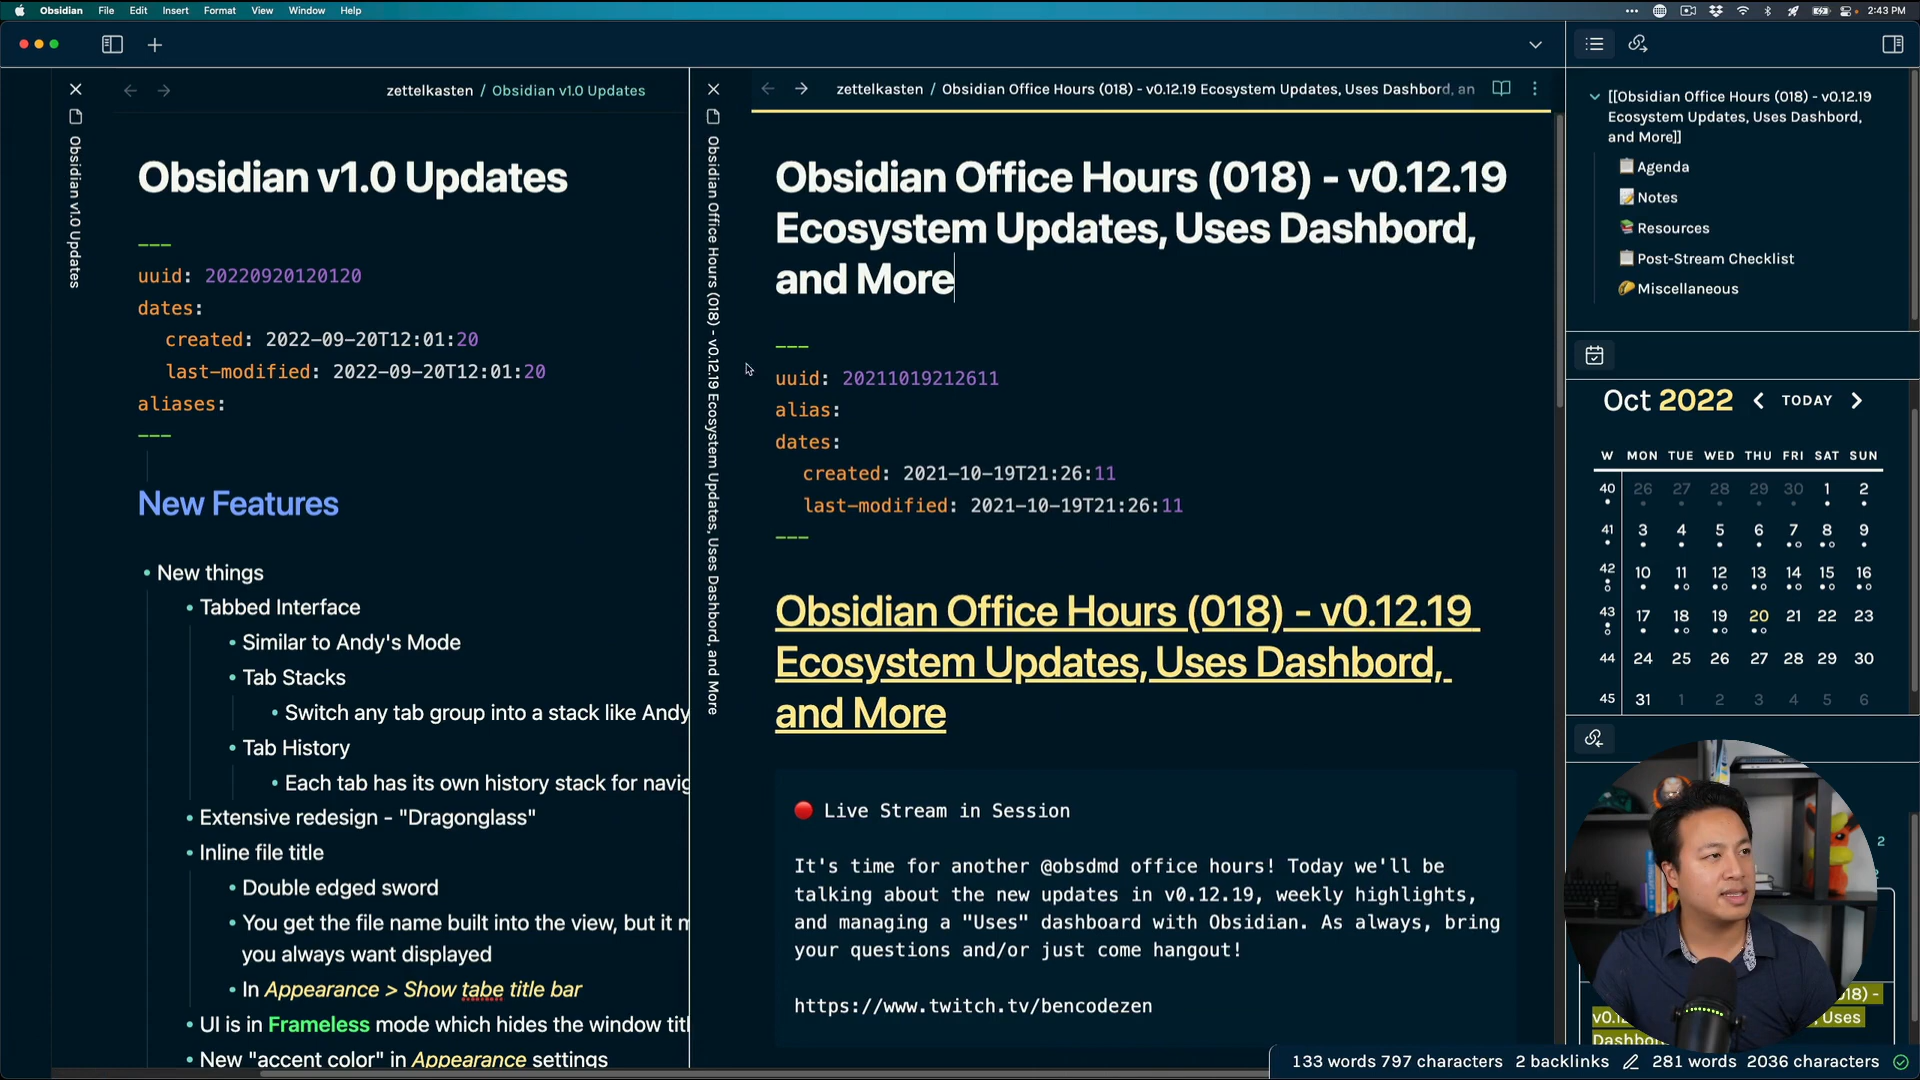 Obsidian File Edit Insert Format View Window Help
2:43 PM
zettelkasten / Obsidian v1.0 Updates
Obsidian v1.0 Updates
Obsidian v1.0 Updates
---
uuid: 20220920120120
dates:
created: 2022-09-20T12:01:20
last-modified: 2022-09-20T12:01:20
aliases:
---
New Features
• New things
• Tabbed Interface
• Similar to Andy's Mode
• Tab Stacks
• Switch any tab group into a stack like Andy
• Tab History
• Each tab has its own history stack for navig
• Extensive redesign - "Dragonglass"
• Inline file title
• Double edged sword
• You get the file name built into the view, but it m
you always want displayed
• In Appearance > Show tabe title bar
• UI is in Frameless mode which hides the window titl
• New "accent color" in Appearance settings
zettelkasten / Obsidian Office Hours (018) - v0.12.19 Ecosystem Updates, Uses Dashbord, an
Obsidian Office Hours (018) - v0.12.19 Ecosystem Updates, Uses Dashbord, and More
Obsidian Office Hours (018) - v0.12.19
Ecosystem Updates, Uses Dashbord,
and More
---
uuid: 20211019212611
alias:
dates:
created: 2021-10-19T21:26:11
last-modified: 2021-10-19T21:26:11
---
Obsidian Office Hours (018) - v0.12.19
Ecosystem Updates, Uses Dashbord,
and More
🔴 Live Stream in Session
It's time for another @obsdmd office hours! Today we'll be
talking about the new updates in v0.12.19, weekly highlights,
and managing a "Uses" dashboard with Obsidian. As always, bring
your questions and/or just come hangout!
https://www.twitch.tv/bencodezen
[[Obsidian Office Hours (018) - v0.12.19
Ecosystem Updates, Uses Dashbord,
and More]]
📋 Agenda
📝 Notes
📚 Resources
📋 Post-Stream Checklist
🌮 Miscellaneous
Oct 2022 TODAY
W MON TUE WED THU FRI SAT SUN
40 26 27 28 29 30 1 2
41 3 4 5 6 7 8 9
42 10 11 12 13 14 15 16
43 17 18 19 20 21 22 23
44 24 25 26 27 28 29 30
45 31 1 2 3 4 5 6
2
018) -
v0.12 Uses
Dashbord
133 words 797 characters 2 backlinks 281 words 2036 characters